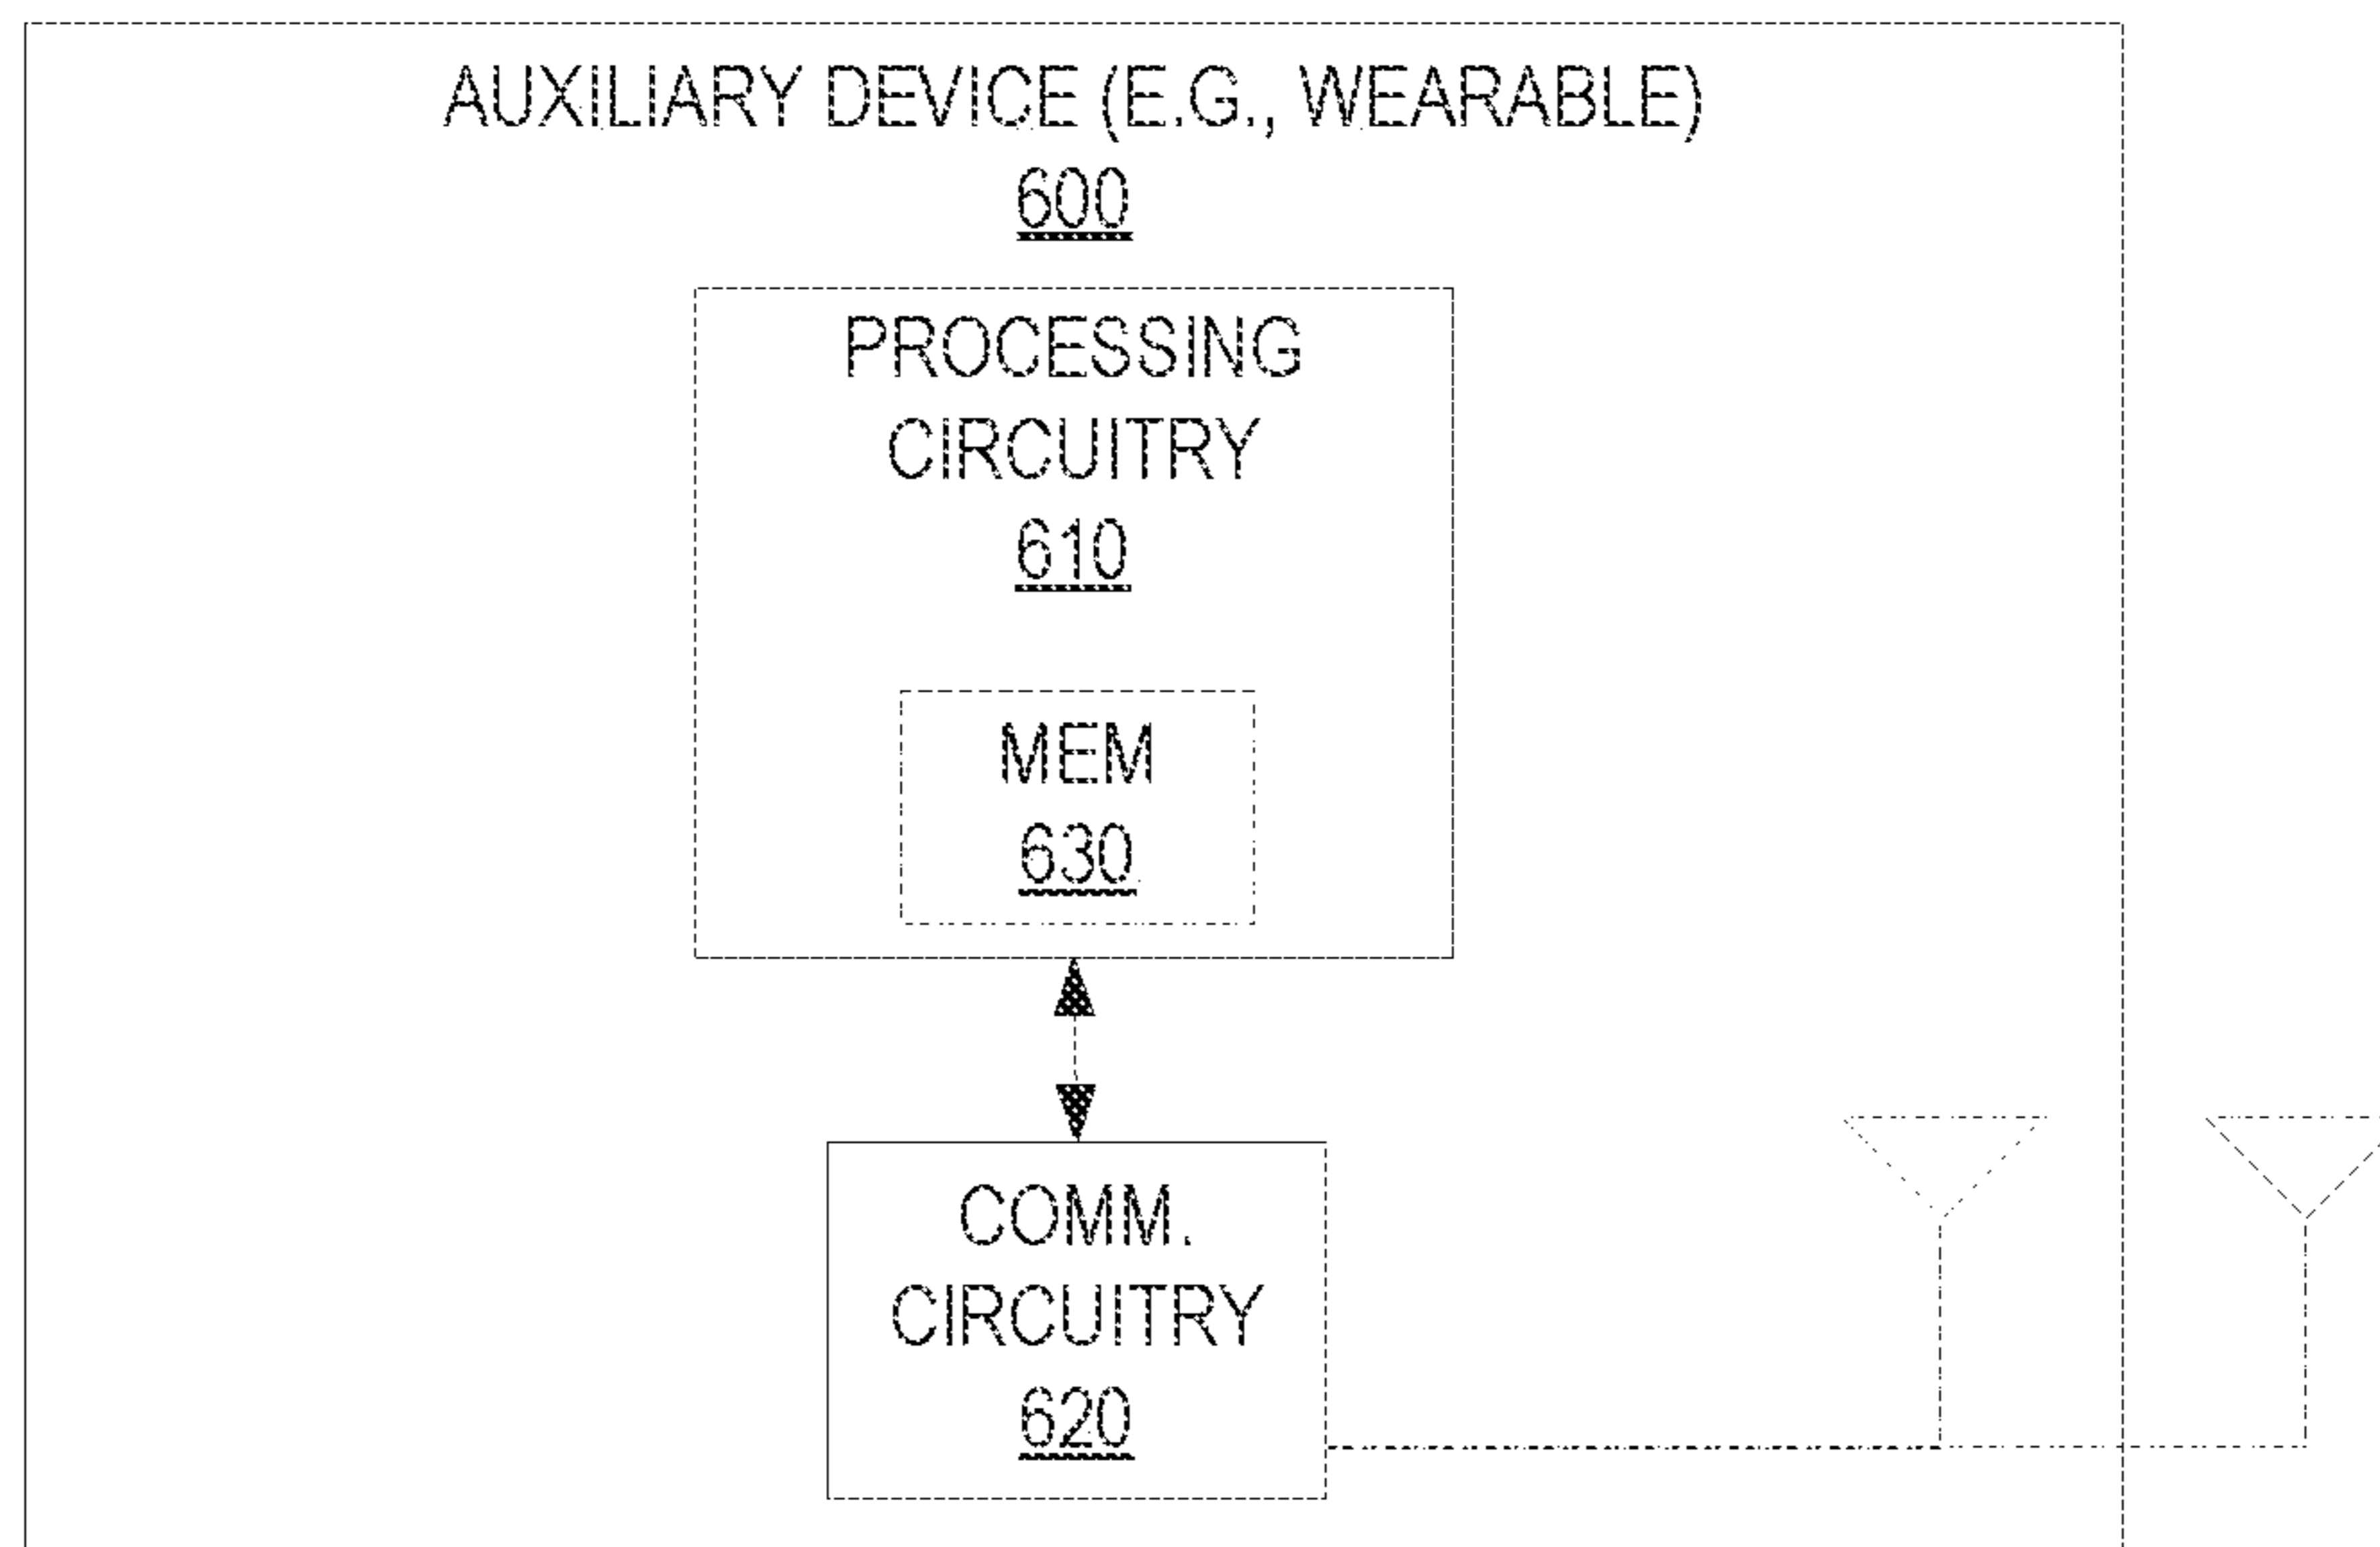 AUXILIARY DEVICE (E.G., WEARABLE)
600
PROCESSING
CIRCUITRY
610
MEM
630
COMM.
CIRCUITRY
620